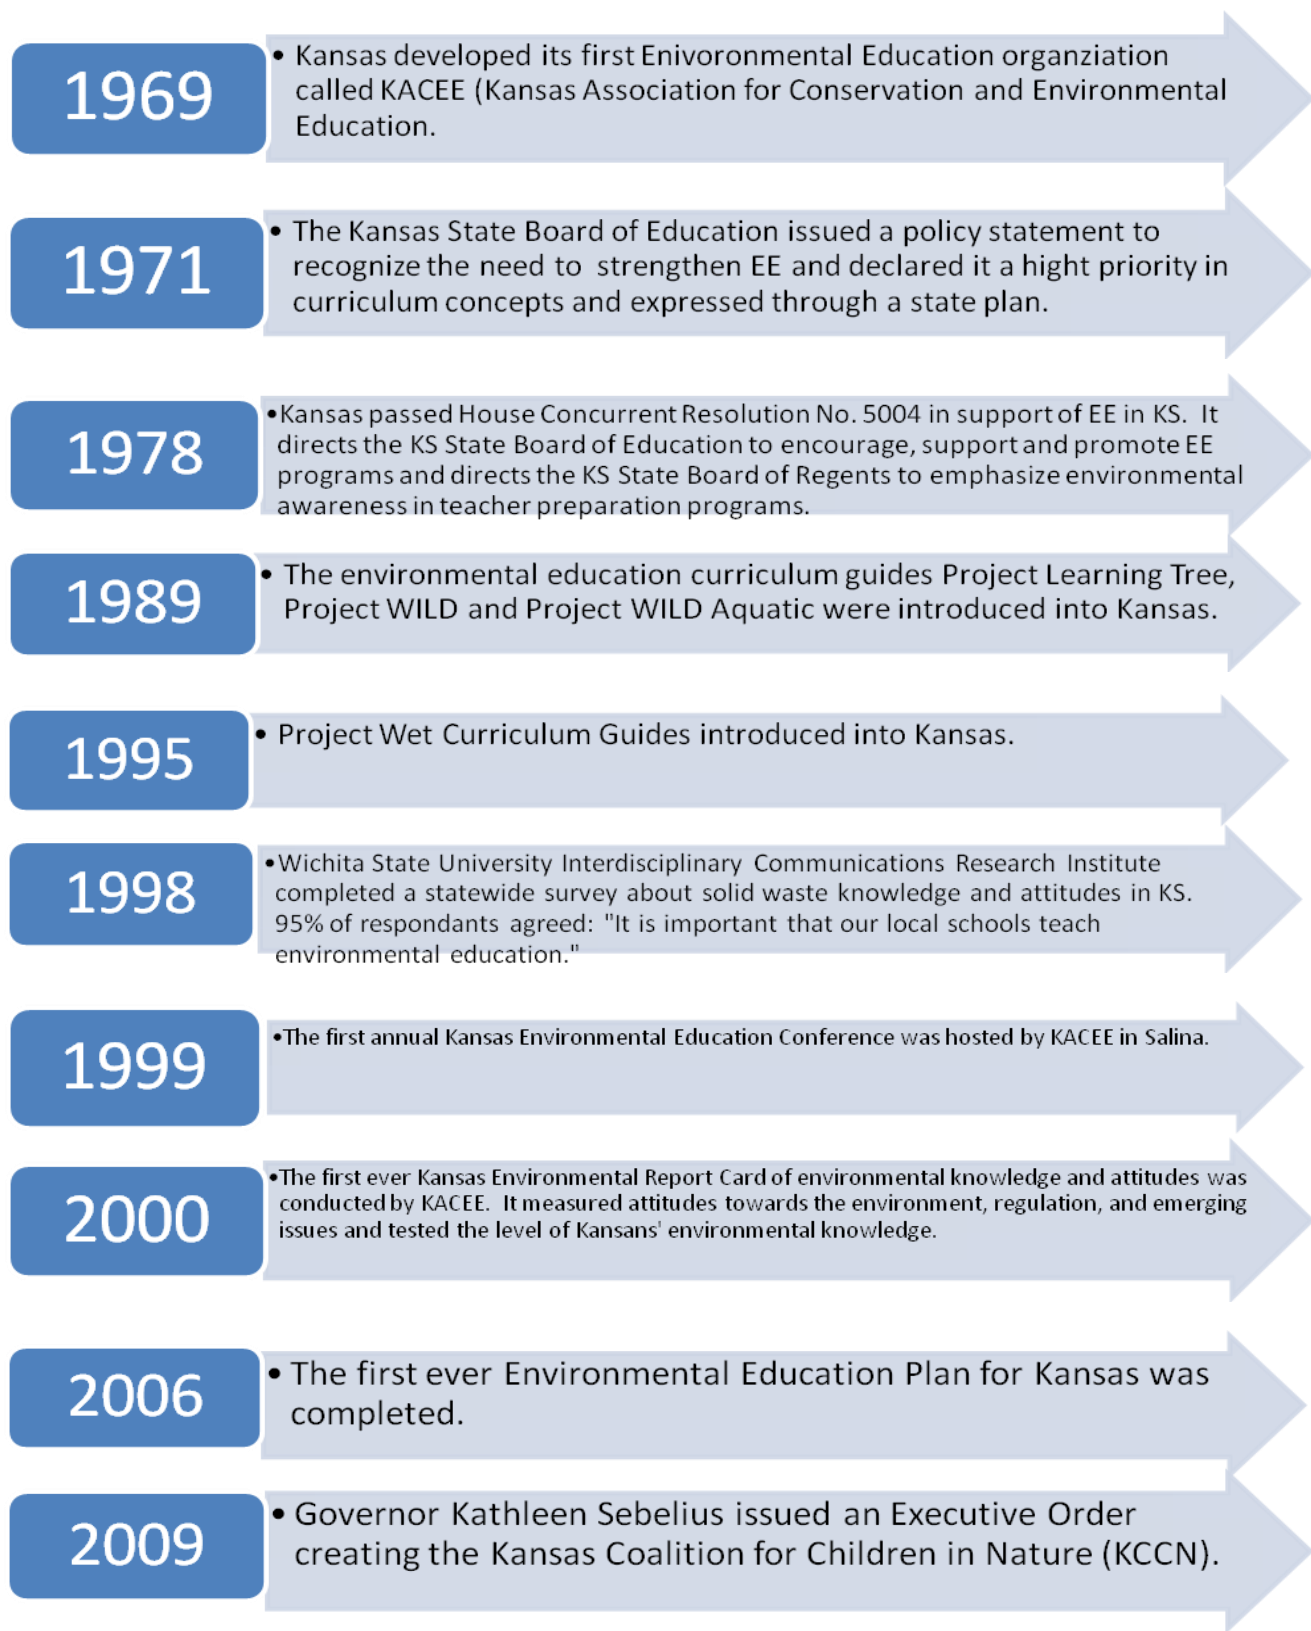 1969
• Kansas developed its first Enivoronmental Education organziation
called KACEE (Kansas Association for Conservation and Environmental
Education.
1971
• The Kansas State Board of Education issued a policy statement to
recognize the need to strengthen EE and declared it a hight priority in
curriculum concepts and expressed through a state plan.
1978
•Kansas passed House Concurrent Resolution No. 5004 in support of EE in KS. It
directs the KS State Board of Education to encourage, support and promote EE
programs and directs the KS State Board of Regents to emphasize environmental
awareness in teacher preparation programs.
1989
• The environmental education curriculum guides Project Learning Tree,
Project WILD and Project WILD Aquatic were introduced into Kansas.
1995
• Project Wet Curriculum Guides introduced into Kansas.
1998
•Wichita State University Interdisciplinary Communications Research Institute
completed a statewide survey about solid waste knowledge and attitudes in KS.
95% of respondants agreed: "It is important that our local schools teach
environmental education."
1999
•The first annual Kansas Environmental Education Conference was hosted by KACEE in Salina.
2000
•The first ever Kansas Environmental Report Card of environmental knowledge and attitudes was
conducted by KACEE. It measured attitudes towards the environment, regulation, and emerging
issues and tested the level of Kansans' environmental knowledge.
2006
• The first ever Environmental Education Plan for Kansas was
completed.
2009
• Governor Kathleen Sebelius issued an Executive Order
creating the Kansas Coalition for Children in Nature (KCCN).